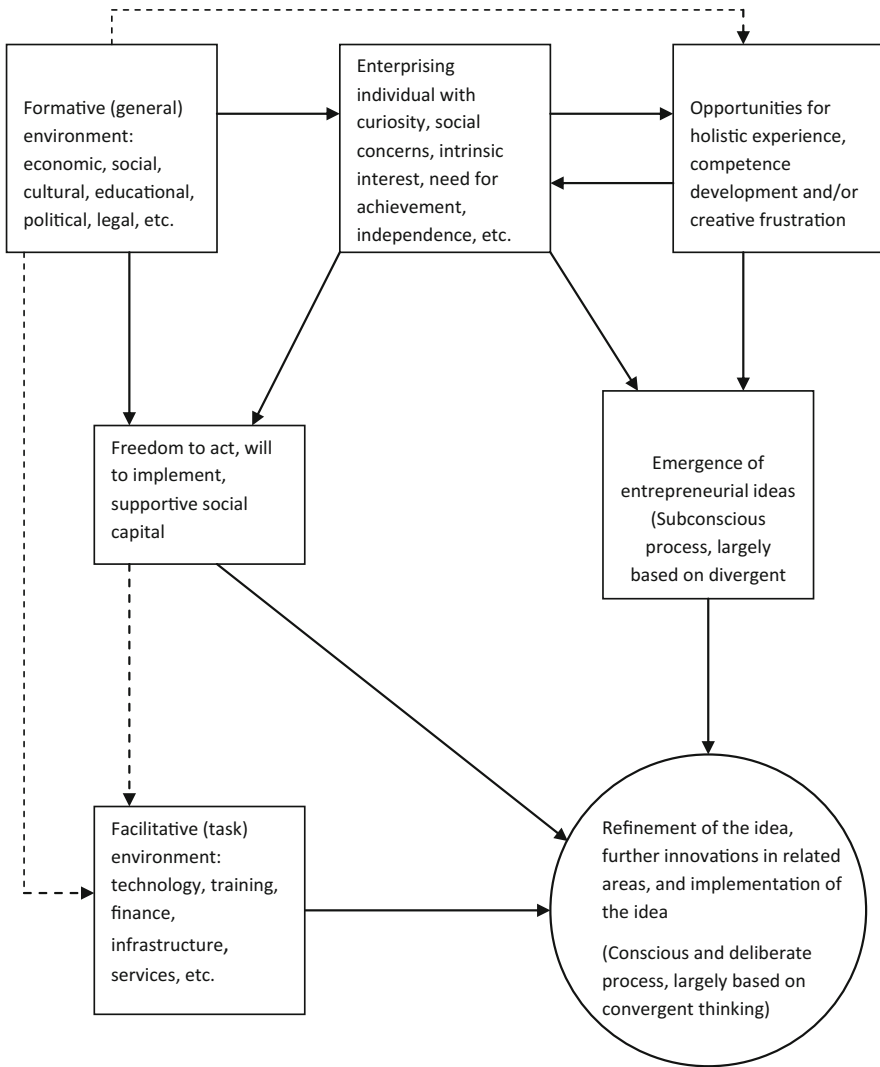 Formative (general)
environment:
economic, social,
cultural, educational,
political, legal, etc.
Enterprising
individual with
curiosity, social
concerns, intrinsic
interest, need for
achievement,
independence, etc.
Opportunities for
holistic experience,
competence
development and/or
creative frustration
Freedom to act, will
to implement,
supportive social
capital
Emergence of
entrepreneurial ideas
(Subconscious
process, largely
based on divergent
Facilitative (task)
environment:
technology, training,
finance,
infrastructure,
services, etc.
Refinement of the idea,
further innovations in related
areas, and implementation of
the idea
(Conscious and deliberate
process, largely based on
convergent thinking)